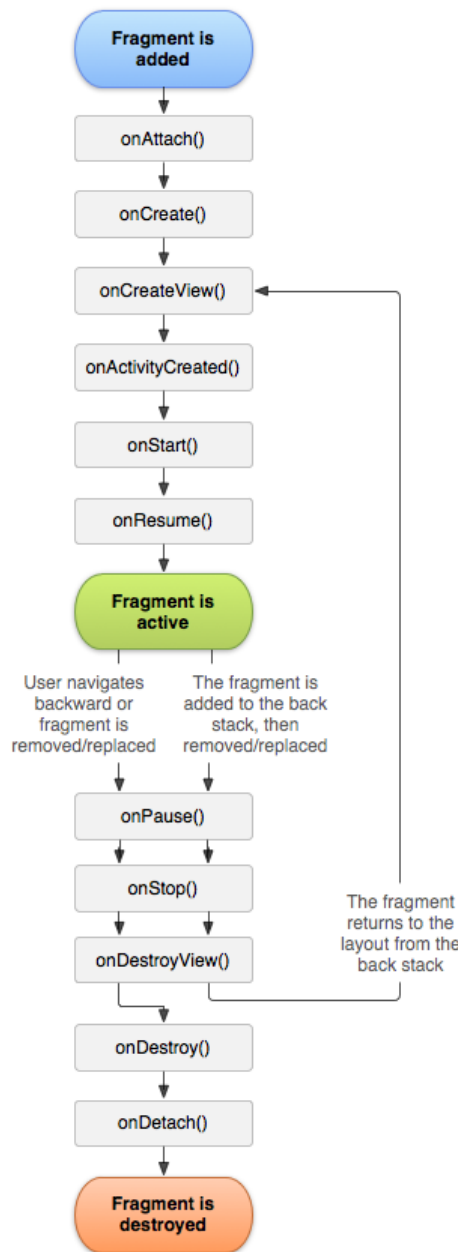 Fragment is
added
onAttach()
onCreate()
onCreateView()
onActivityCreated()
onStart()
onResume()
Fragment is
active
User navigates
backward or
fragment is
removed/replaced
The fragment is
added to the back
stack, then
removed/replaced
onPause()
onStop()
onDestroyView()
The fragment
returns to the
layout from the
back stack
onDestroy()
onDetach()
Fragment is
destroyed